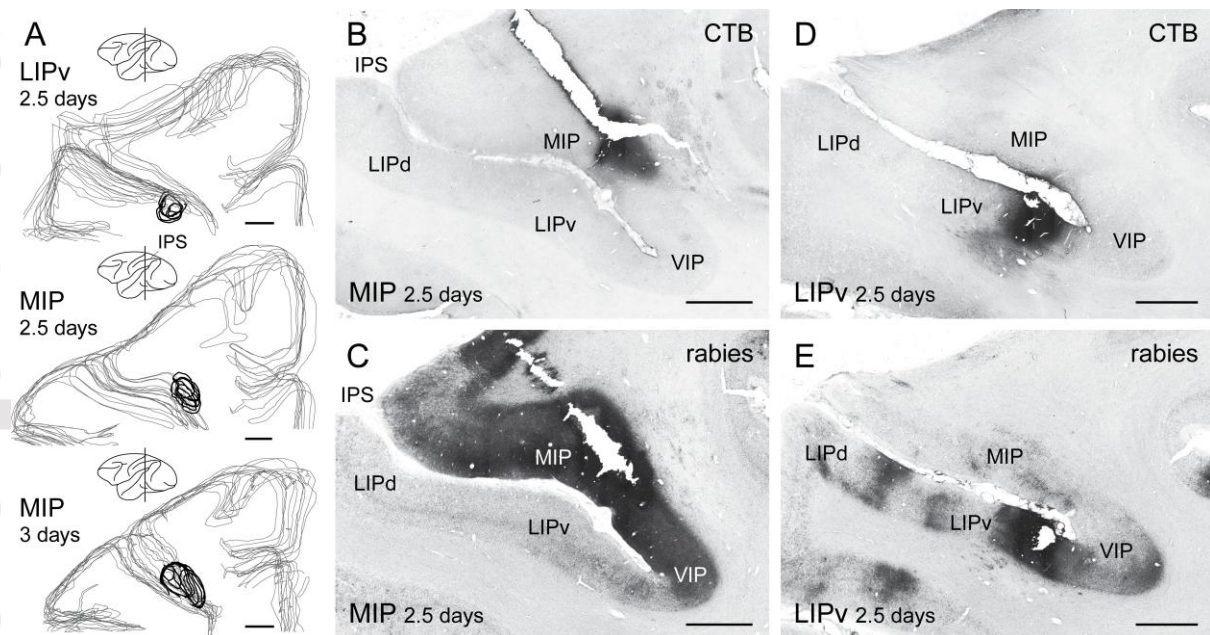 A
LIPv
2.5 days
IPS
MIP
2.5 days
MIP
3 days
B
CTB
IPS
MIP
LIPd
LIPv
VIP
MIP 2.5 days
C
rabies
IPS
MIP
LIPd
LIPv
VIP
MIP 2.5 days
D
CTB
MIP
LIPd
LIPv
VIP
LIPv 2.5 days
E
rabies
LIPd
MIP
LIPv
VIP
LIPv 2.5 days